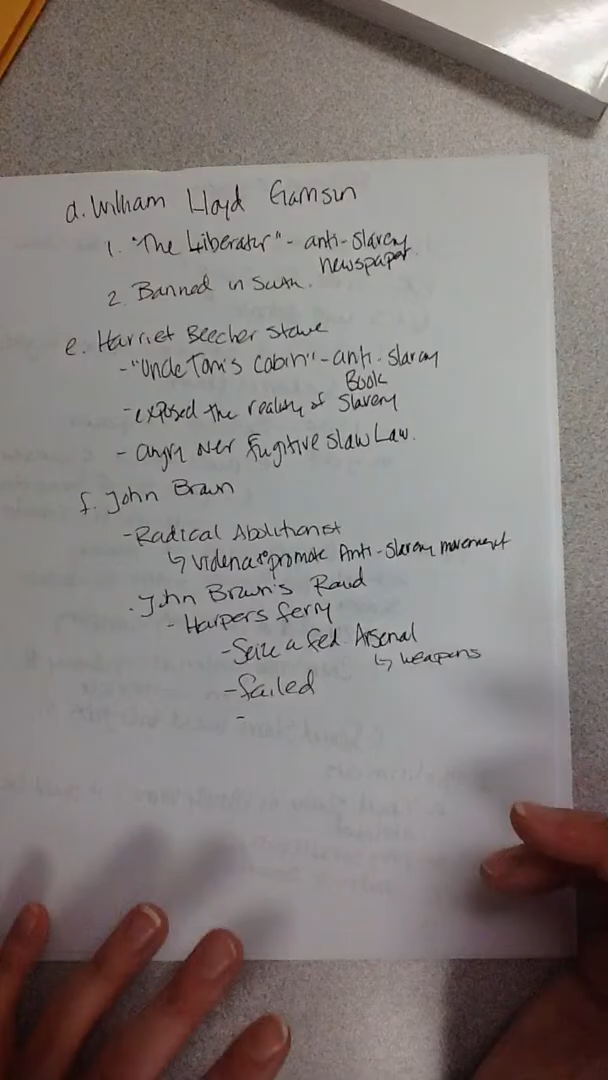 d. William Lloyd Garrison
1. "The Liberator" - anti-slavery
newspaper
2. Banned in South.
e. Harriet Beecher Stowe
- "Uncle Tom's Cabin" - anti-slavery
Book
- exposed the reality of slavery
- angry over Fugitive Slave Law.
f. John Brown
- Radical Abolitionist
↳ violence to promote Anti-slavery movement
. John Brown's Raid
- Harpers ferry
- Seize a fed. Arsenal
↳ weapons
- failed
-